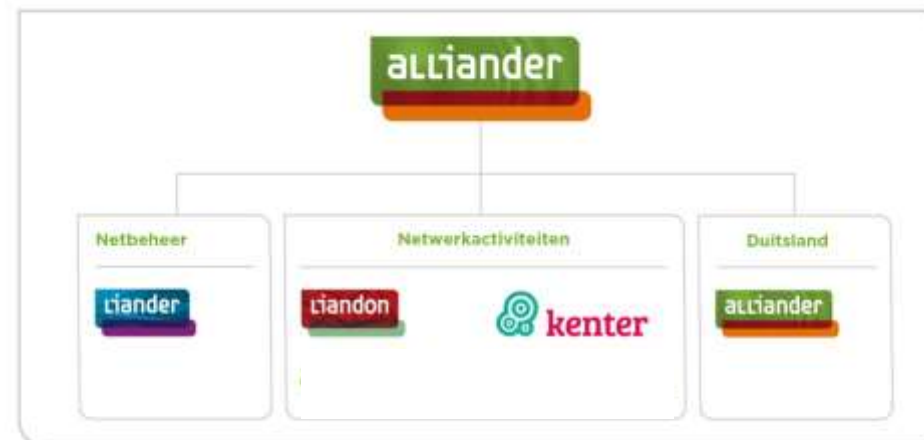 alliander
Netbeheer
Netwerkactiviteiten
Duitsland
Liander
Liandon
kenter
alliander